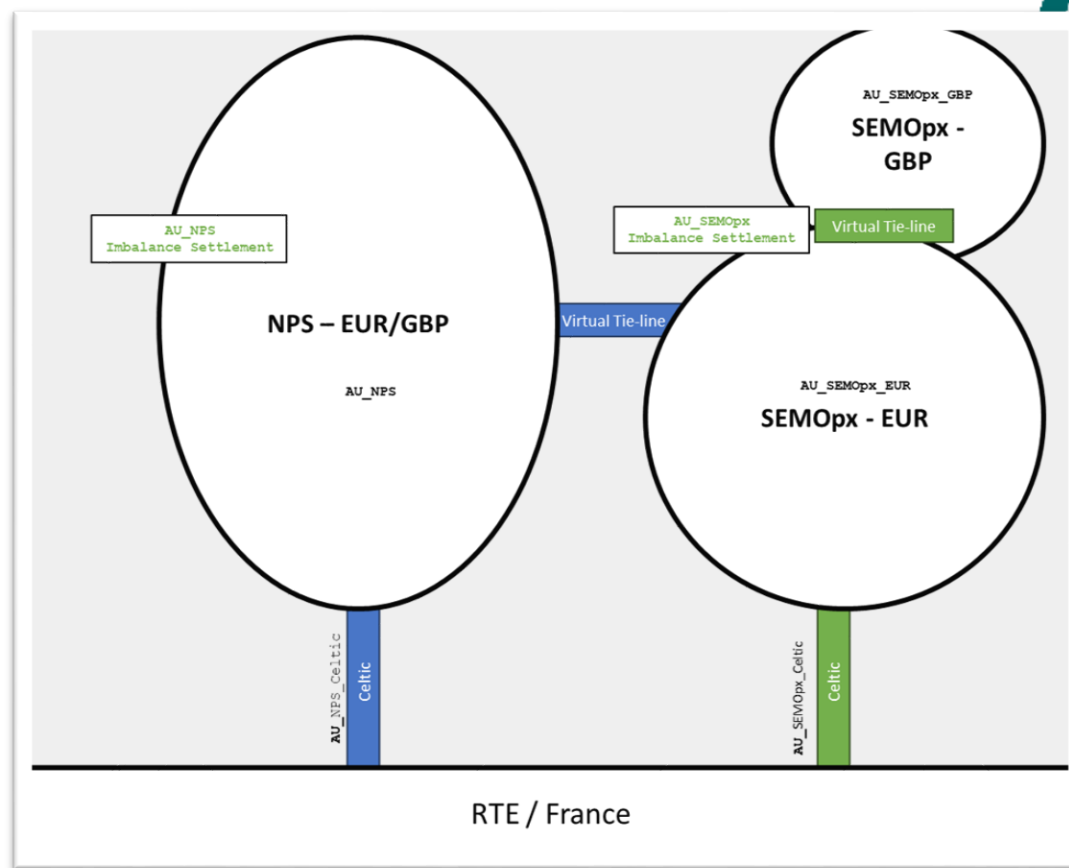 AU_SEMOpx_GBP
SEMOpx -
GBP
AU_NPS
Imbalance Settlement
AU_SEMOpx
Imbalance Settlement
Virtual Tie-line
NPS – EUR/GBP
Virtual Tie-line
AU_NPS
AU_SEMOpx_EUR
SEMOpx - EUR
AU_NPS_Celtic
Celtic
AU_SEMOpx_Celtic
Celtic
RTE / France